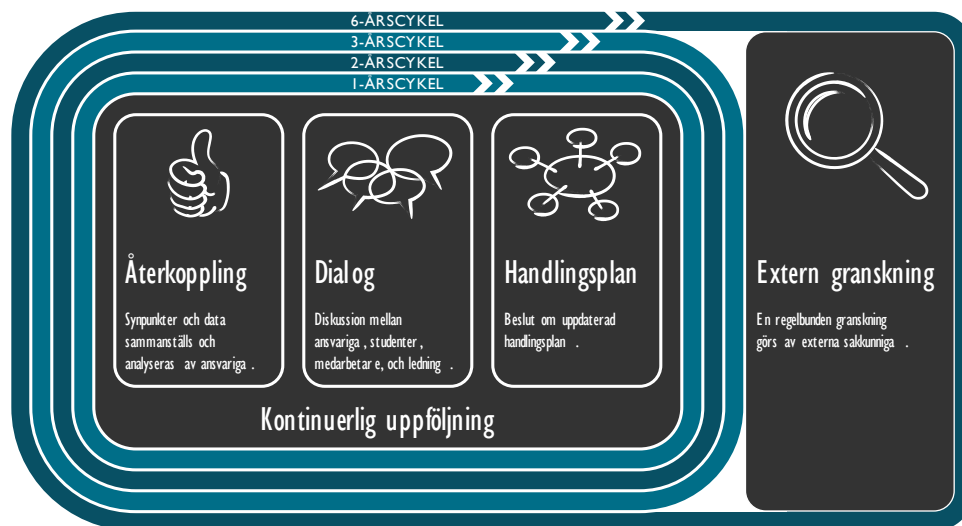 6-ÅRSCYKEL
3-ÅRSCYKEL
2-ÅRSCYKEL
1-ÅRSCYKEL
Återkoppling
Synpunkter och data
sammanställs och
analyseras av ansvariga .
Dialog
Diskussion mellan
ansvariga , studenter ,
medarbetare, och ledning .
Handlingsplan
Beslut om uppdaterad
handlingsplan .
Kontinuerlig uppföljning
Extern granskning
En regelbunden granskning
görs av externa sakkunniga .